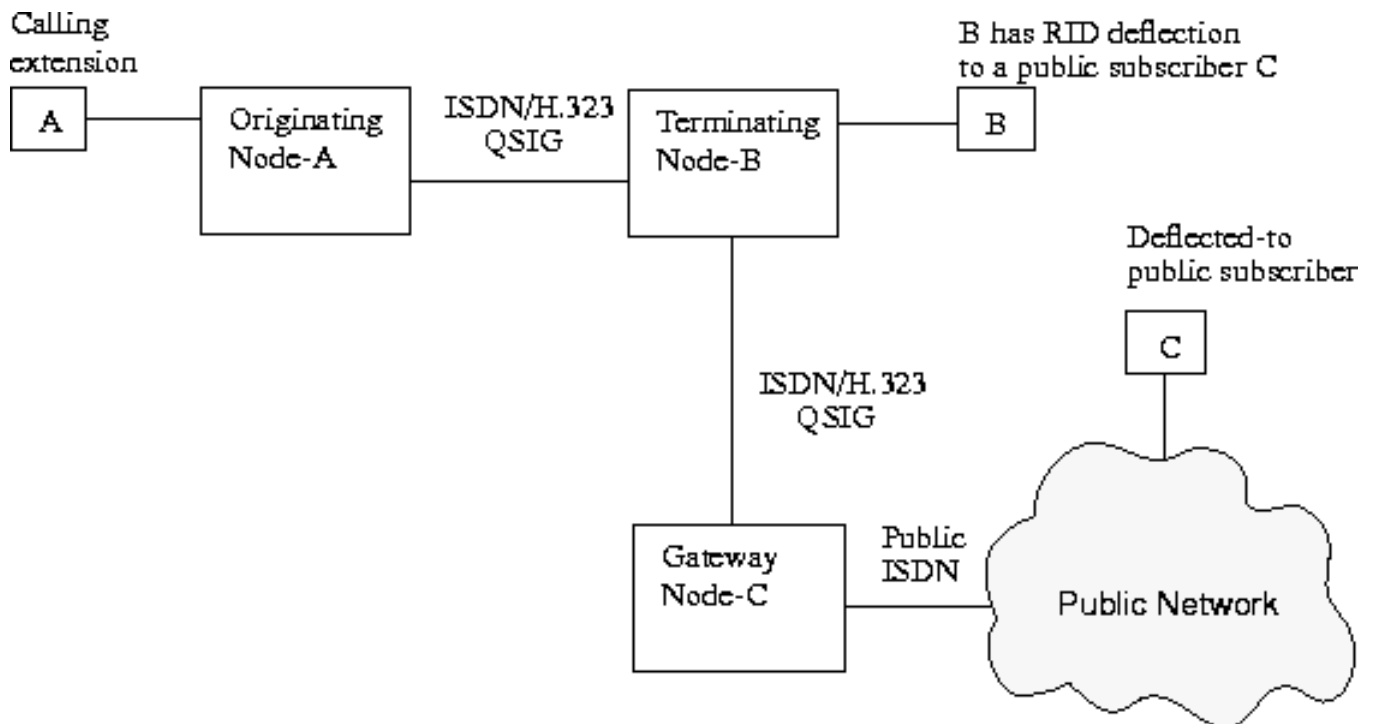 Calling
extension
A
Originating
Node-A
ISDN/H.323
QSIG
Terminating
Node-B
B has RID deflection
to a public subscriber C
B
Deflected-to
public subscriber
C
ISDN/H.323
QSIG
Gateway
Node-C
Public
ISDN
Public Network